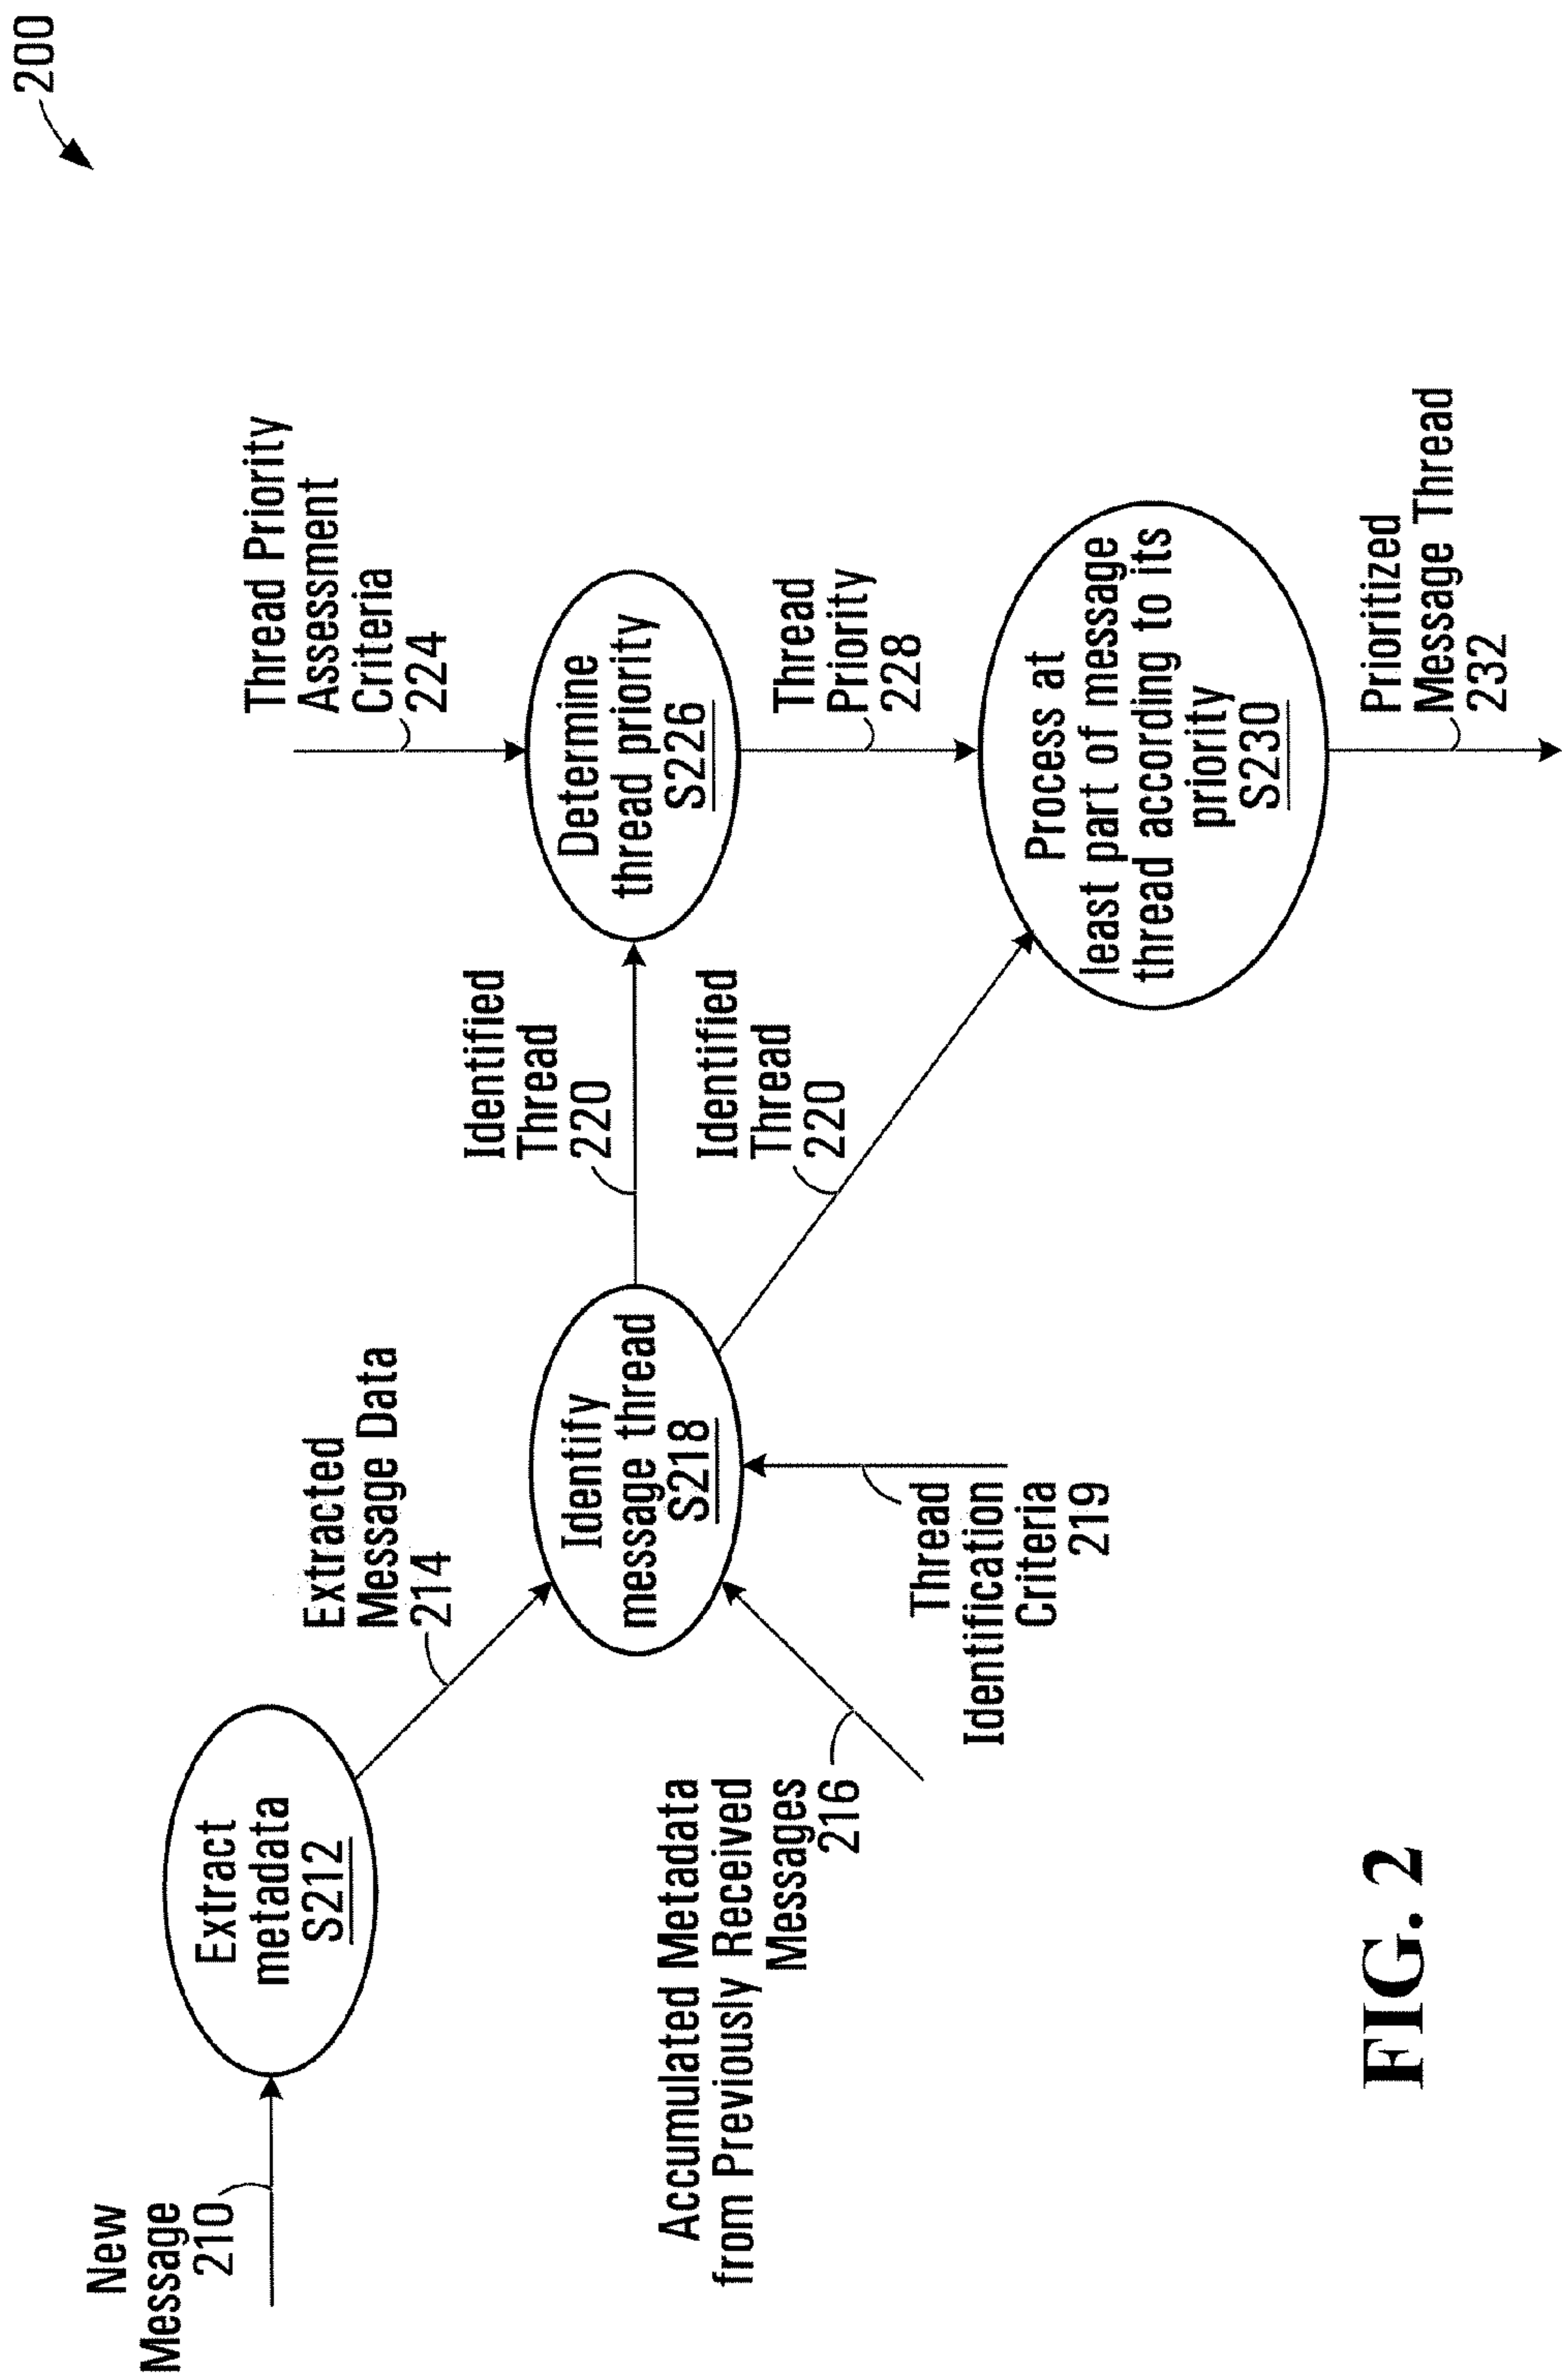 200
New
Message
210
Extract
metadata
S212
Extracted
Message Data
214
Accumulated Metadata
from Previously Received
Messages
216
Identify
message thread
S218
Thread
Identification
Criteria
219
Identified
Thread
220
Identified
Thread
220
Thread Priority
Assessment
Criteria
224
Determine
thread priority
S226
Thread
Priority
228
Process at
least part of message
thread according to its
priority
S230
Prioritized
Message Thread
232
FIG. 2